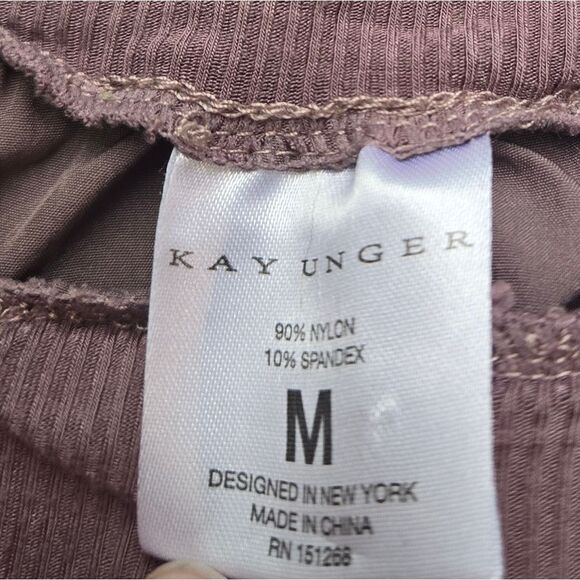 KAY UNGER
90% NYLON
10% SPANDEX
M
DESIGNED IN NEW YORK
MADE IN CHINA
RN 151268